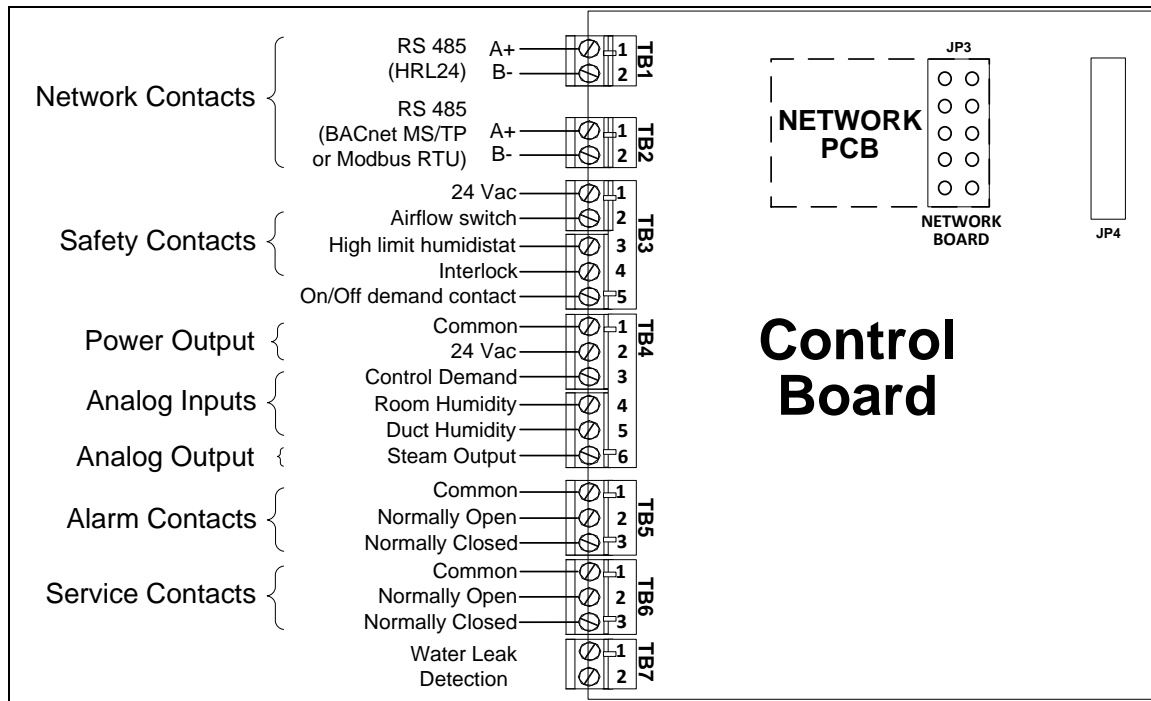 Network Contacts
RS 485
(HRL24)
A+
B-
1
2
TB1
RS 485
(BACnet MS/TP
or Modbus RTU)
A+
B-
1
2
TB2
Safety Contacts
24 Vac
Airflow switch
High limit humidistat
Interlock
On/Off demand contact
1
2
3
4
5
TB3
Power Output
Analog Inputs
Analog Output
Common
24 Vac
Control Demand
Room Humidity
Duct Humidity
Steam Output
1
2
3
4
5
6
TB4
Alarm Contacts
Common
Normally Open
Normally Closed
1
2
3
TB5
Service Contacts
Common
Normally Open
Normally Closed
1
2
3
TB6
Water Leak
Detection
1
2
TB7
JP3
NETWORK
PCB
NETWORK
BOARD
JP4
Control
Board